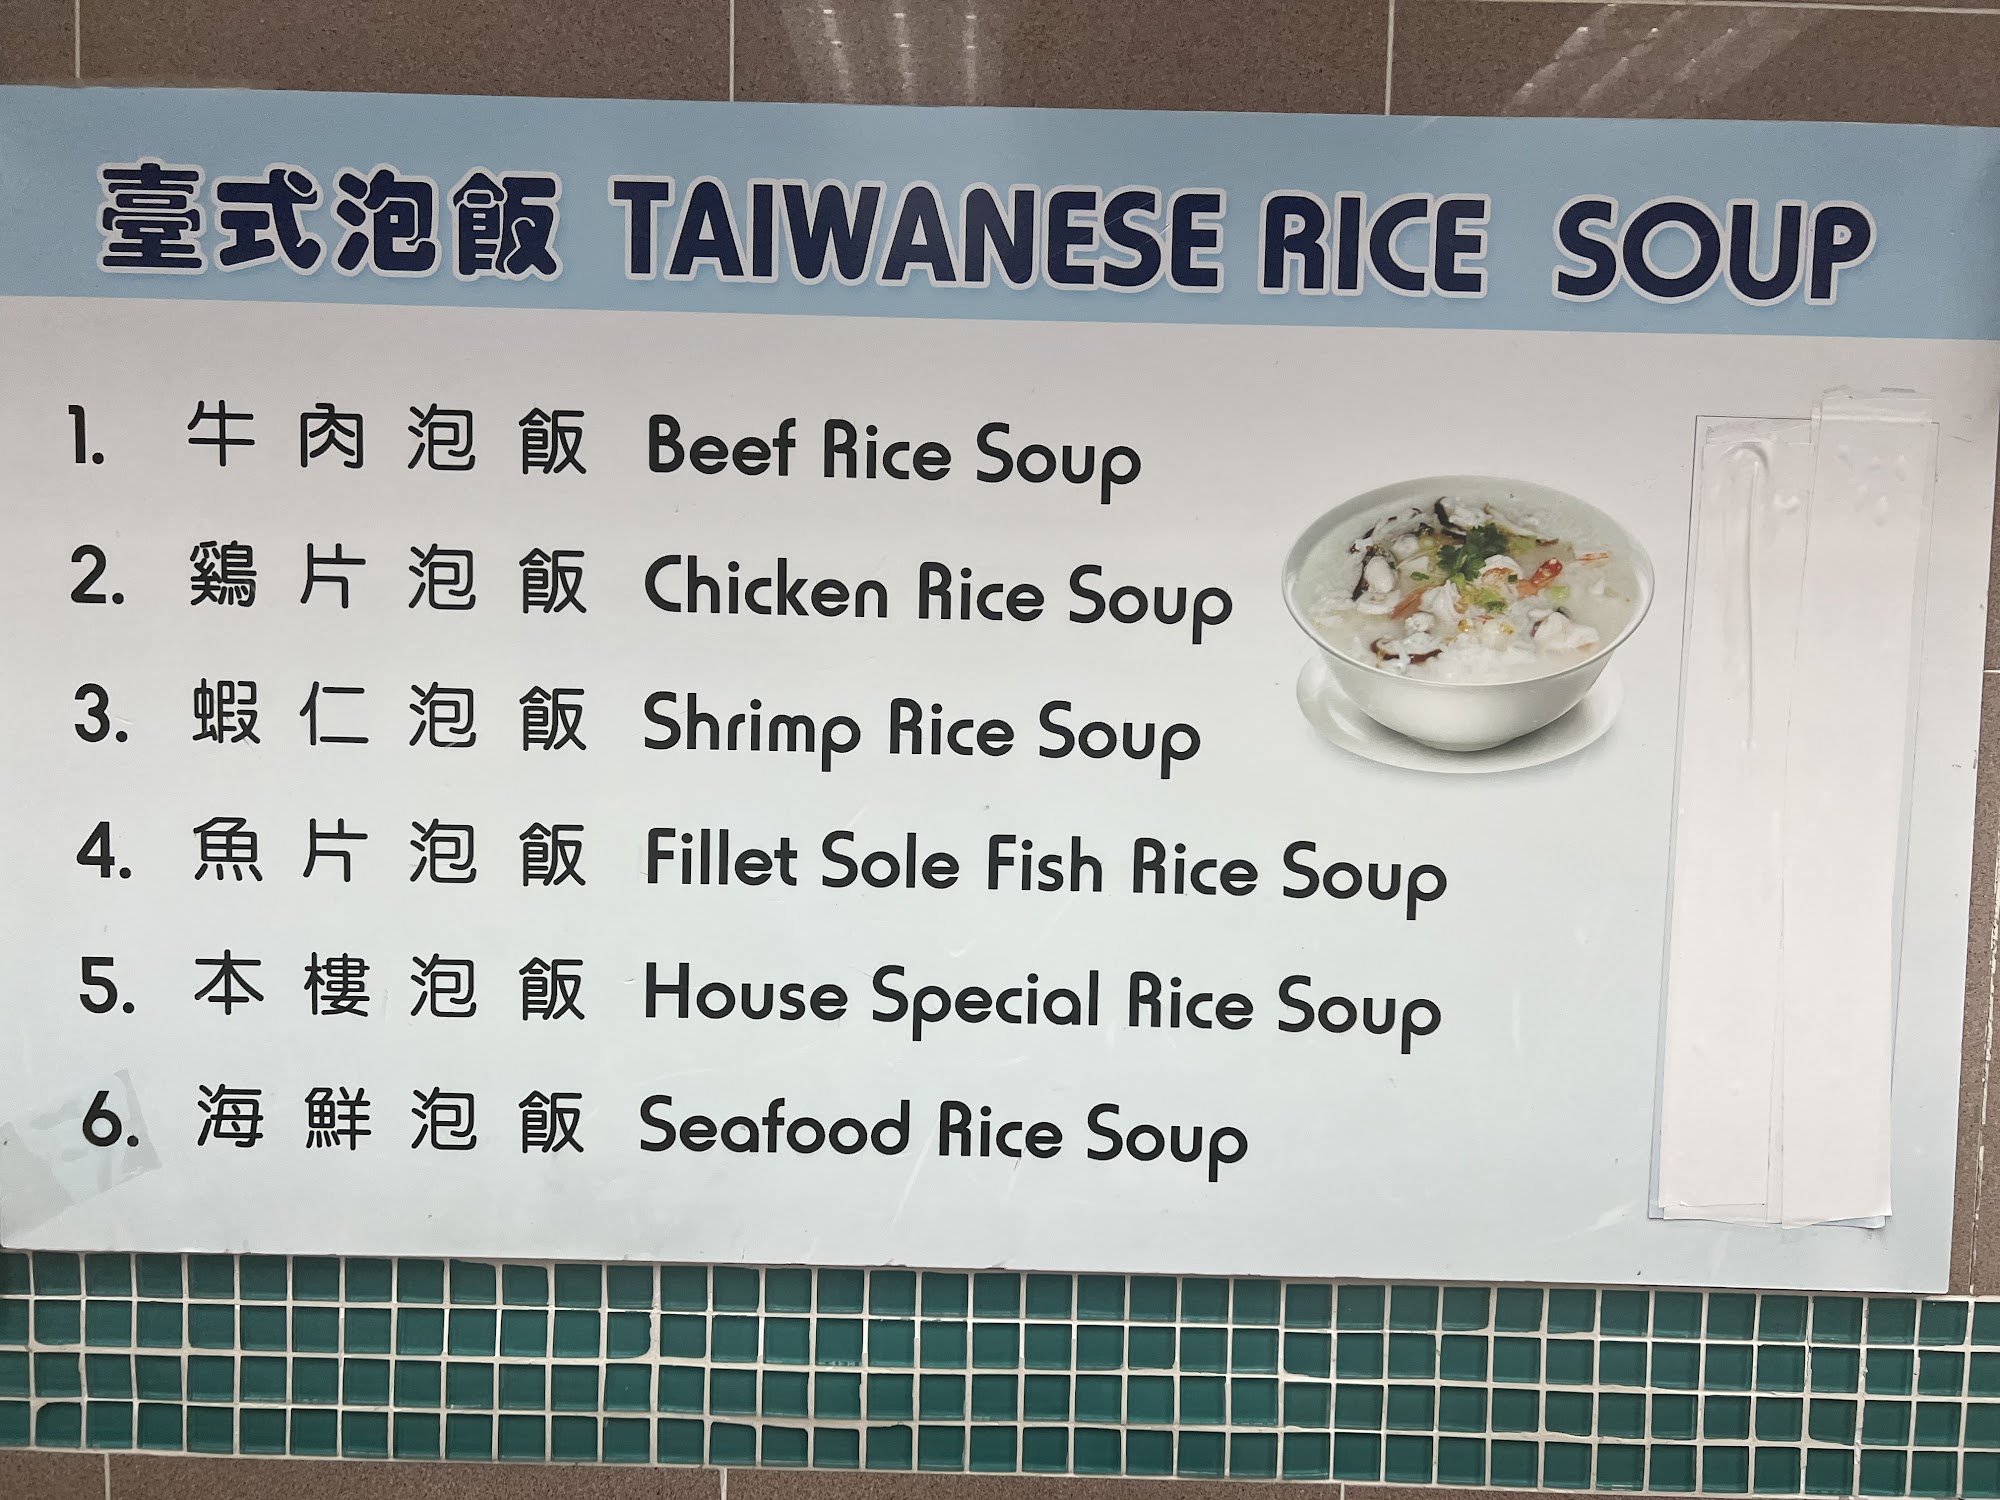 臺式泡飯 TAIWANESE RICE SOUP
1. 牛肉泡飯 Beef Rice Soup
2. 鷄片泡飯 Chicken Rice Soup
3. 蝦仁泡飯 Shrimp Rice Soup
4. 魚片泡飯 Fillet Sole Fish Rice Soup
5. 本樓泡飯 House Special Rice Soup
6. 海鮮泡飯 Seafood Rice Soup